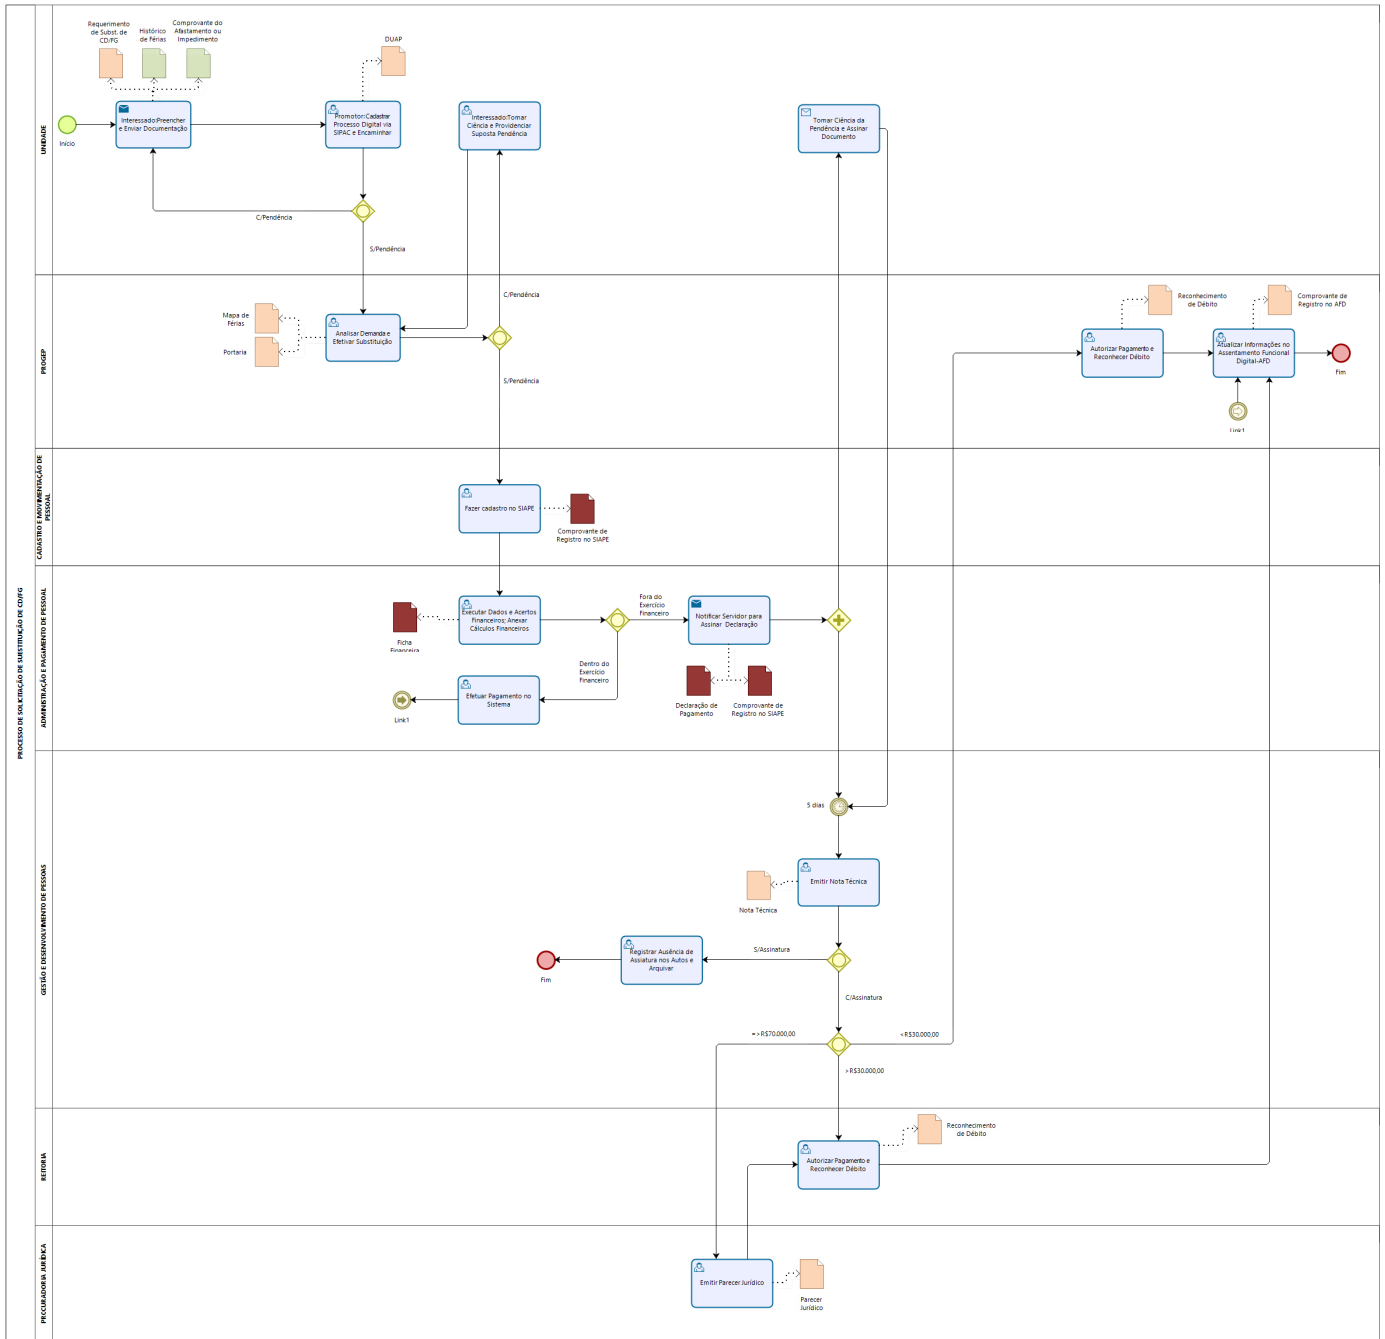 PROCESSO DE SOLICITAÇÃO DE SUBSTITUIÇÃO DE CD/FG
UNIDADE
Requerimento
de Subst. de
CD/FG
Histórico
de Férias
Comprovante do
Afastamento ou
Impedimento
DUAP
Início
Interessado:Preencher
e Enviar Documentação
Promotor:Cadastrar
Processo Digital via
SIPAC e Encaminhar
Interessado:Tomar
Ciência e Providenciar
Suposta Pendência
Tomar Ciência da
Pendência e Assinar
Documento
C/Pendência
S/Pendência
PROGEP
C/Pendência
Mapa de
Férias
Portaria
Analisar Demanda e
Efetivar Substituição
S/Pendência
Reconhecimento
de Débito
Comprovante de
Registro no AFD
Autorizar Pagamento e
Reconhecer Débito
Atualizar Informações no
Assentamento Funcional
Digital-AFD
Fim
Link1
CADASTRO E MOVIMENTAÇÃO DE
PESSOAL
Fazer cadastro no SIAPE
Comprovante de
Registro no SIAPE
ADMINISTRAÇÃO E PAGAMENTO DE PESSOAL
Ficha
Financeira
Executar Dados e Acertos
Financeiros; Anexar
Cálculos Financeiros
Fora do
Exercício
Financeiro
Notificar Servidor para
Assinar Declaração
Dentro do
Exercício
Financeiro
Efetuar Pagamento no
Sistema
Link1
Declaração de
Pagamento
Comprovante de
Registro no SIAPE
GESTÃO E DESENVOLVIMENTO DE PESSOAS
5 dias
Emitir Nota Técnica
Nota Técnica
S/Assinatura
Registrar Ausência de
Assiatura nos Autos e
Arquivar
Fim
C/Assinatura
=>R$70.000,00
<R$30.000,00
>R$30.000,00
REITORIA
Reconhecimento
de Débito
Autorizar Pagamento e
Reconhecer Débito
PROCURADORIA JURÍDICA
Emitir Parecer Jurídico
Parecer
Jurídico